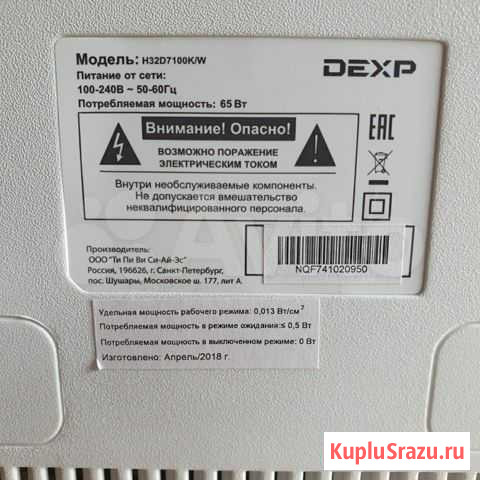 Модель: H32D7100K/W
DEXP
Питание от сети:
100-240В ~ 50-60Гц
Потребляемая мощность: 65 Вт
Внимание! Опасно!
ВОЗМОЖНО ПОРАЖЕНИЕ
ЭЛЕКТРИЧЕСКИМ ТОКОМ
EAC
Внутри необслуживаемые компоненты.
Не допускается вмешательство
неквалифицированного персонала.
Avito
Производитель:
ООО "Ти Пи Ви Си-Ай-Эс"
Россия, 196626, г. Санкт-Петербург,
пос. Шушары, Московское ш. 177, лит А.
NQF741020950
Удельная мощность рабочего режима: 0,013 Вт/см²
Потребляемая мощность в режиме ожидания:≤ 0,5 Вт
Потребляемая мощность в выключенном режиме: 0 Вт
Изготовлено: Апрель/2018 г.
KupluSrazu.ru